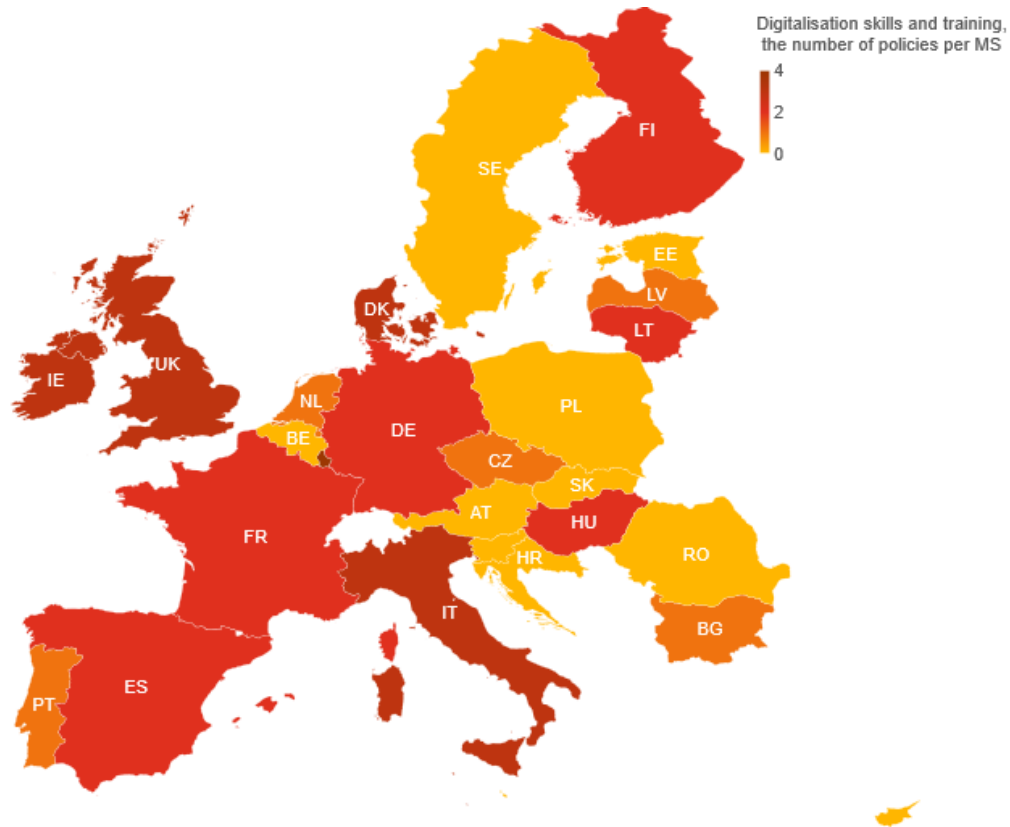 Digitalisation skills and training,
the number of policies per MS
4
2
0
FI
SE
EE
LV
LT
DK
UK
IE
NL
PL
DE
BE
CZ
SK
AT
HU
FR
RO
HR
IT
BG
ES
PT